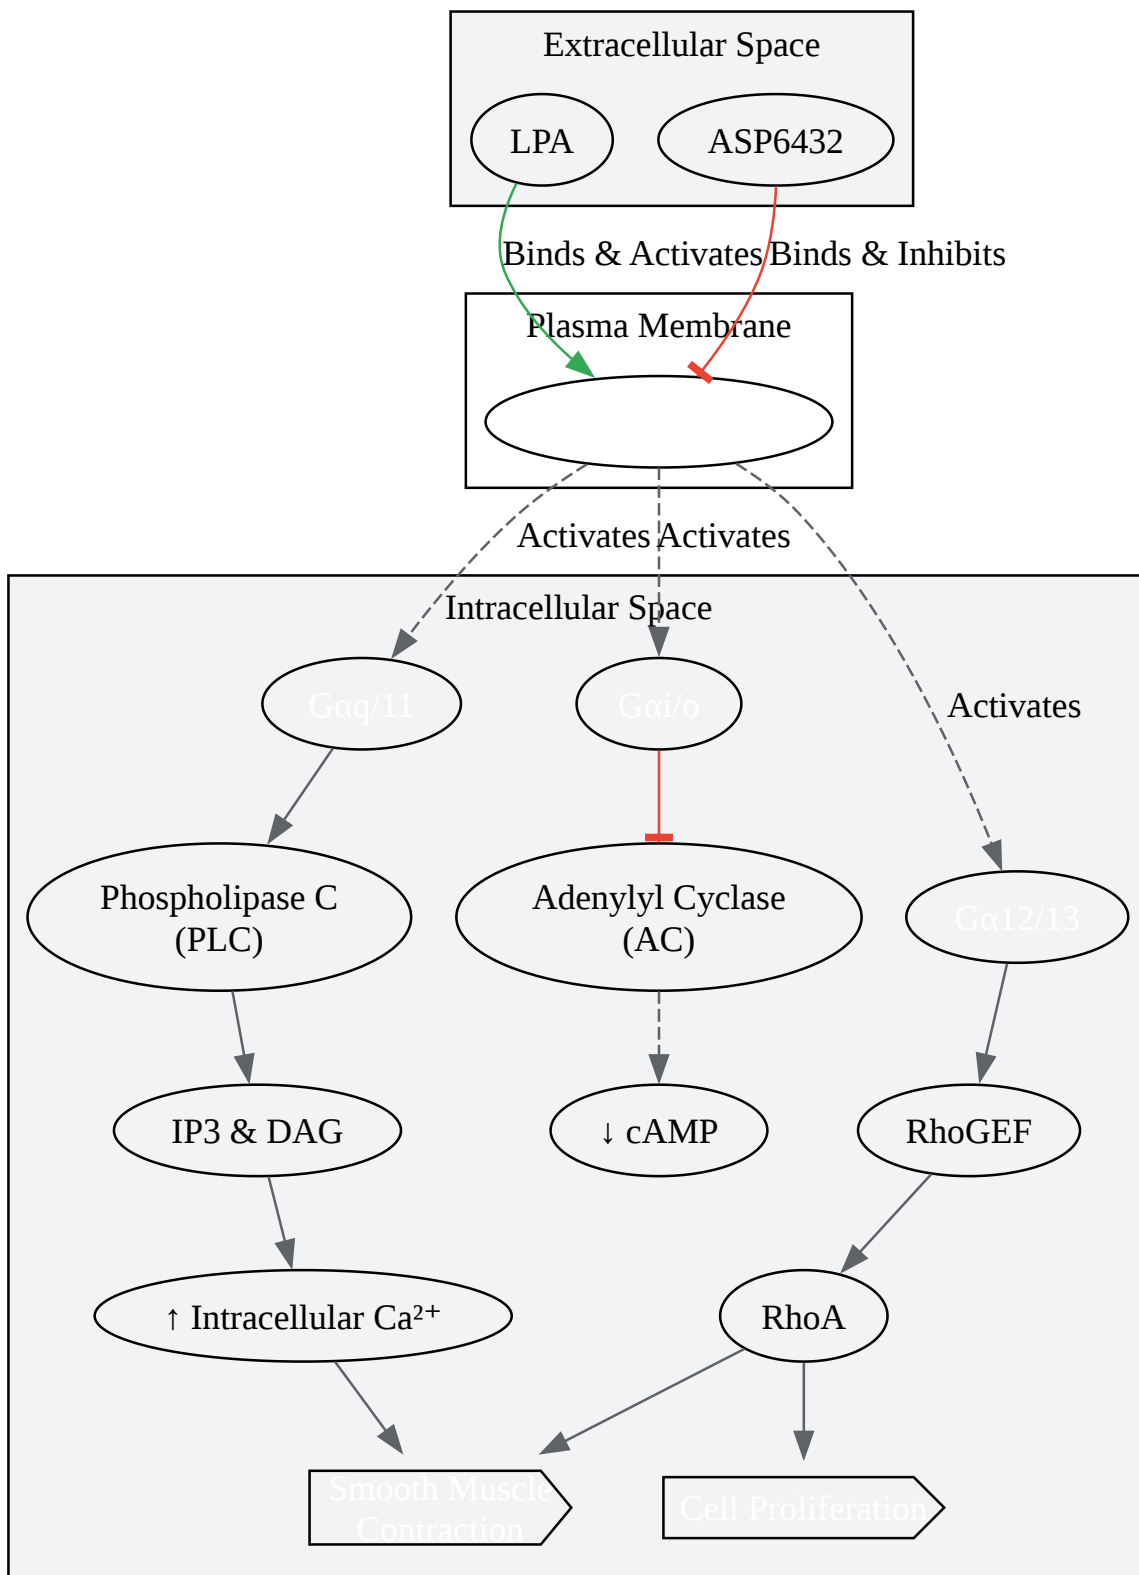 Extracellular Space
LPA
ASP6432
Binds & Activates
Binds & Inhibits
Plasma Membrane
Activates
Activates
Intracellular Space
Gαq/11
Gαi/o
Activates
Phospholipase C
(PLC)
Adenylyl Cyclase
(AC)
Gα12/13
IP3 & DAG
↓ cAMP
RhoGEF
↑ Intracellular Ca²⁺
RhoA
Smooth Muscle
Contraction
Cell Proliferation